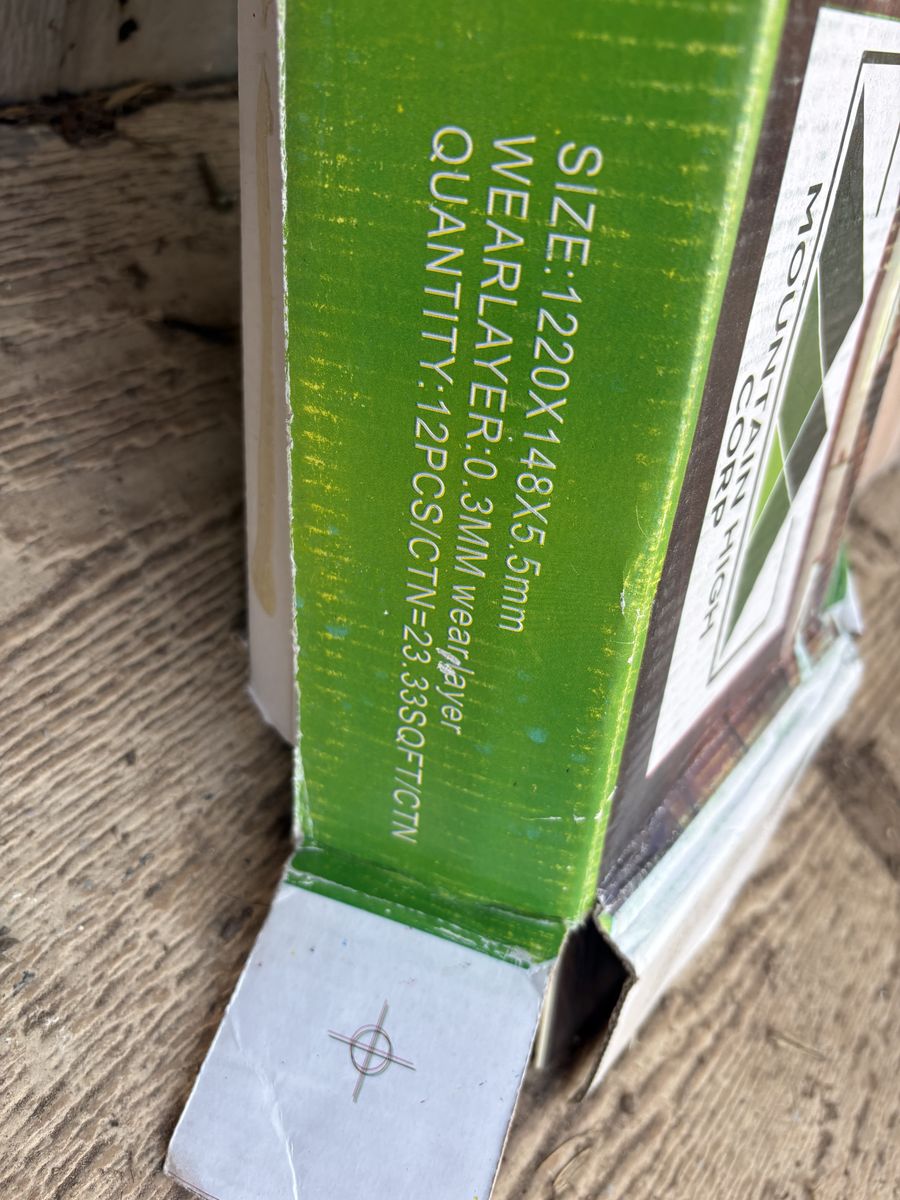 SIZE:1220X148X5.5mm
WEARLAYER:0.3MM wearlayer
QUANTITY:12PCS/CTN=23.33SQFT/CTN
MOUNTAIN HIGH
CORP